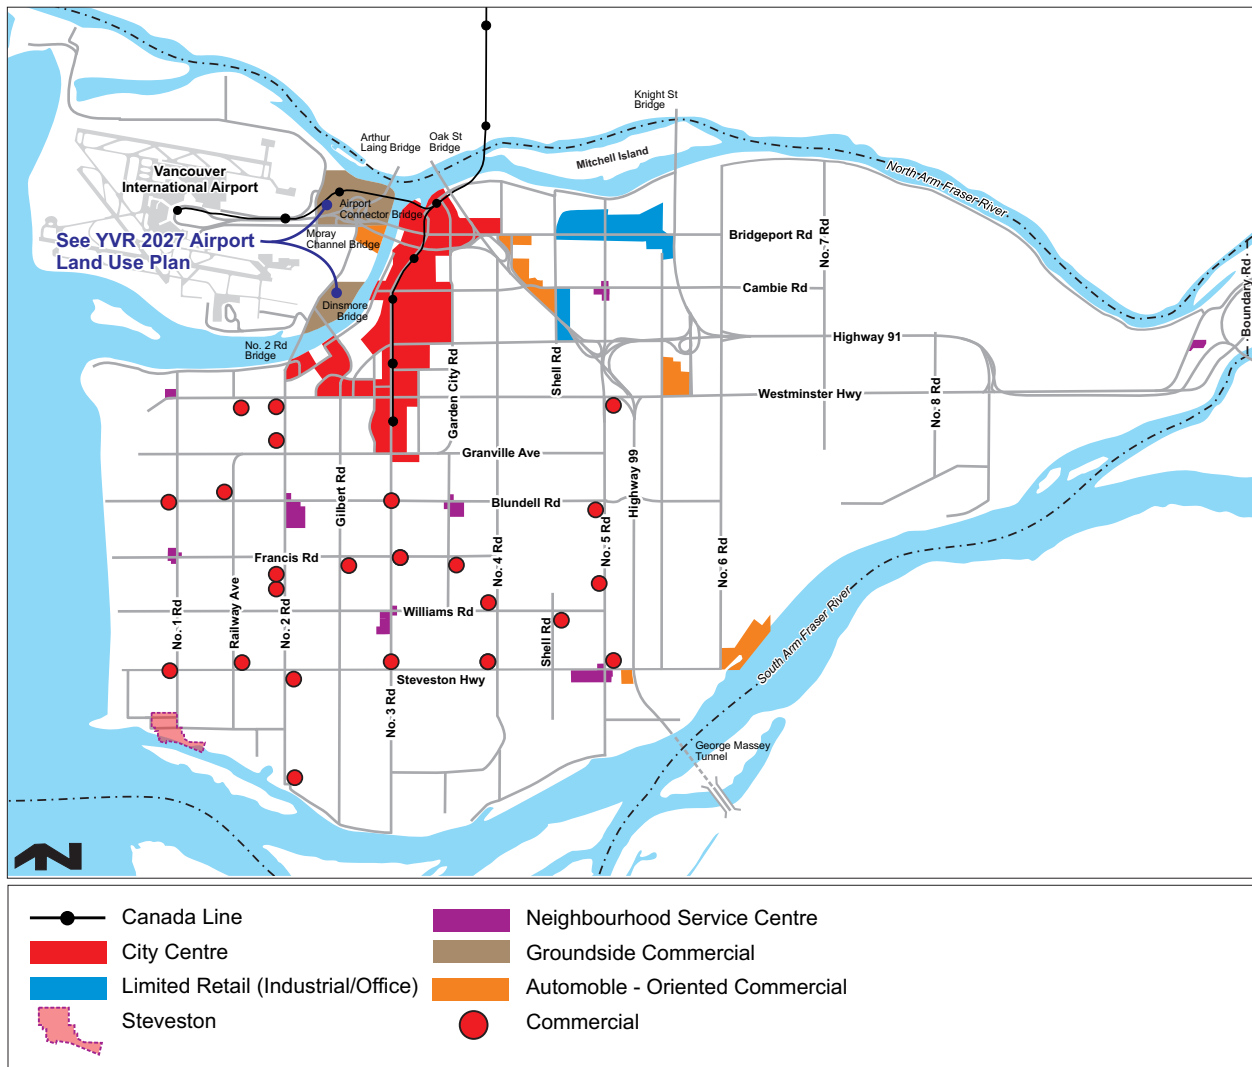 Knight St
Bridge
Arthur
Laing Bridge
Oak St
Bridge
Mitchell Island
North Arm Fraser River
Vancouver
International Airport
Airport
Connector Bridge
See YVR 2027 Airport
Land Use Plan
Moray
Channel Bridge
Bridgeport Rd
No. 7 Rd
Boundary Rd
Cambie Rd
Dinsmore
Bridge
No. 2 Rd
Bridge
Highway 91
Shell Rd
Garden City Rd
Westminster Hwy
No. 8 Rd
Granville Ave
Gilbert Rd
Highway 99
Blundell Rd
No. 5 Rd
No. 4 Rd
No. 6 Rd
Francis Rd
No. 1 Rd
Railway Ave
No. 2 Rd
Williams Rd
Shell Rd
South Arm Fraser River
Steveston Hwy
No. 3 Rd
George Massey
Tunnel
N
Canada Line
City Centre
Limited Retail (Industrial/Office)
Steveston
Neighbourhood Service Centre
Groundside Commercial
Automoble - Oriented Commercial
Commercial